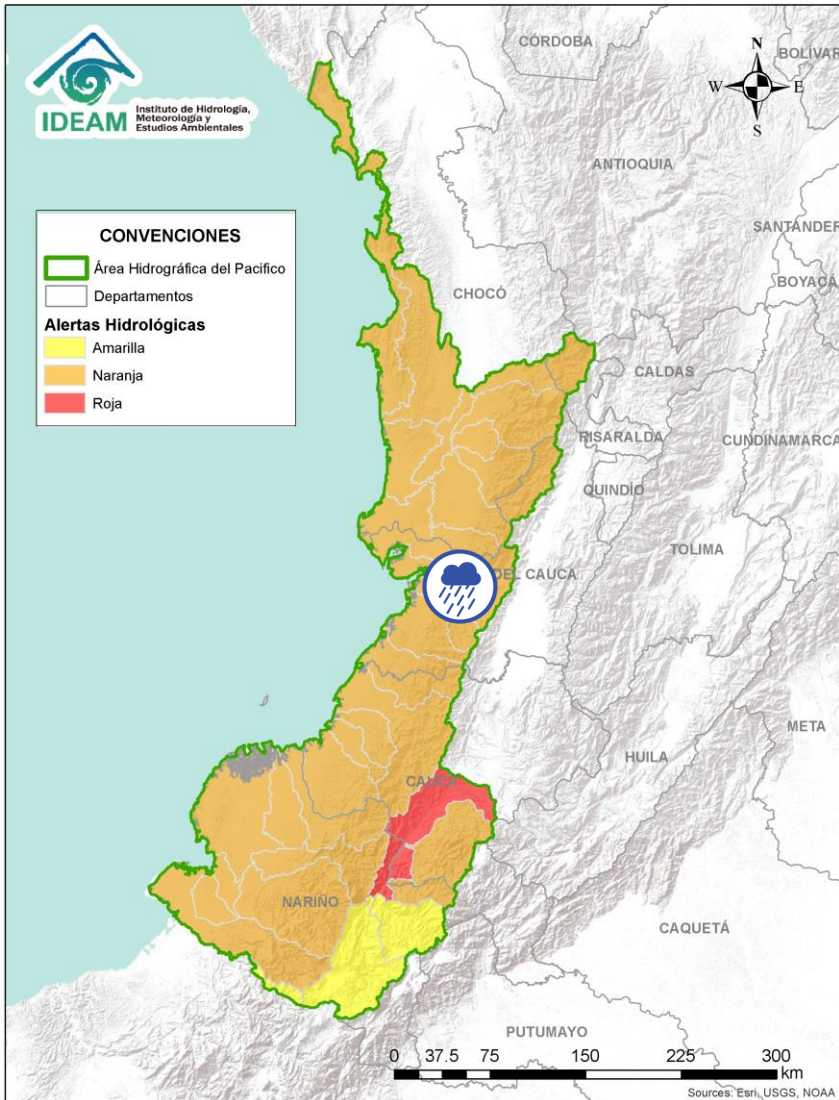 IDEAM
Instituto de Hidrología,
Meteorología y
Estudios Ambientales
CÓRDOBA
BOLÍVAR
N
W
E
S
ANTIOQUIA
SANTANDER
BOYACÁ
CONVENCIONES
Área Hidrográfica del Pacifico
Departamentos
Alertas Hidrológicas
Amarilla
Naranja
Roja
CHOCÓ
CALDAS
RISARALDA
CUNDINAMARCA
QUINDÍO
TOLIMA
DEL CAUCA
META
HUILA
CAUCA
NARIÑO
CAQUETÁ
PUTUMAYO
0 37.5 75 150 225 300
km
Sources: Esri, USGS, NOAA